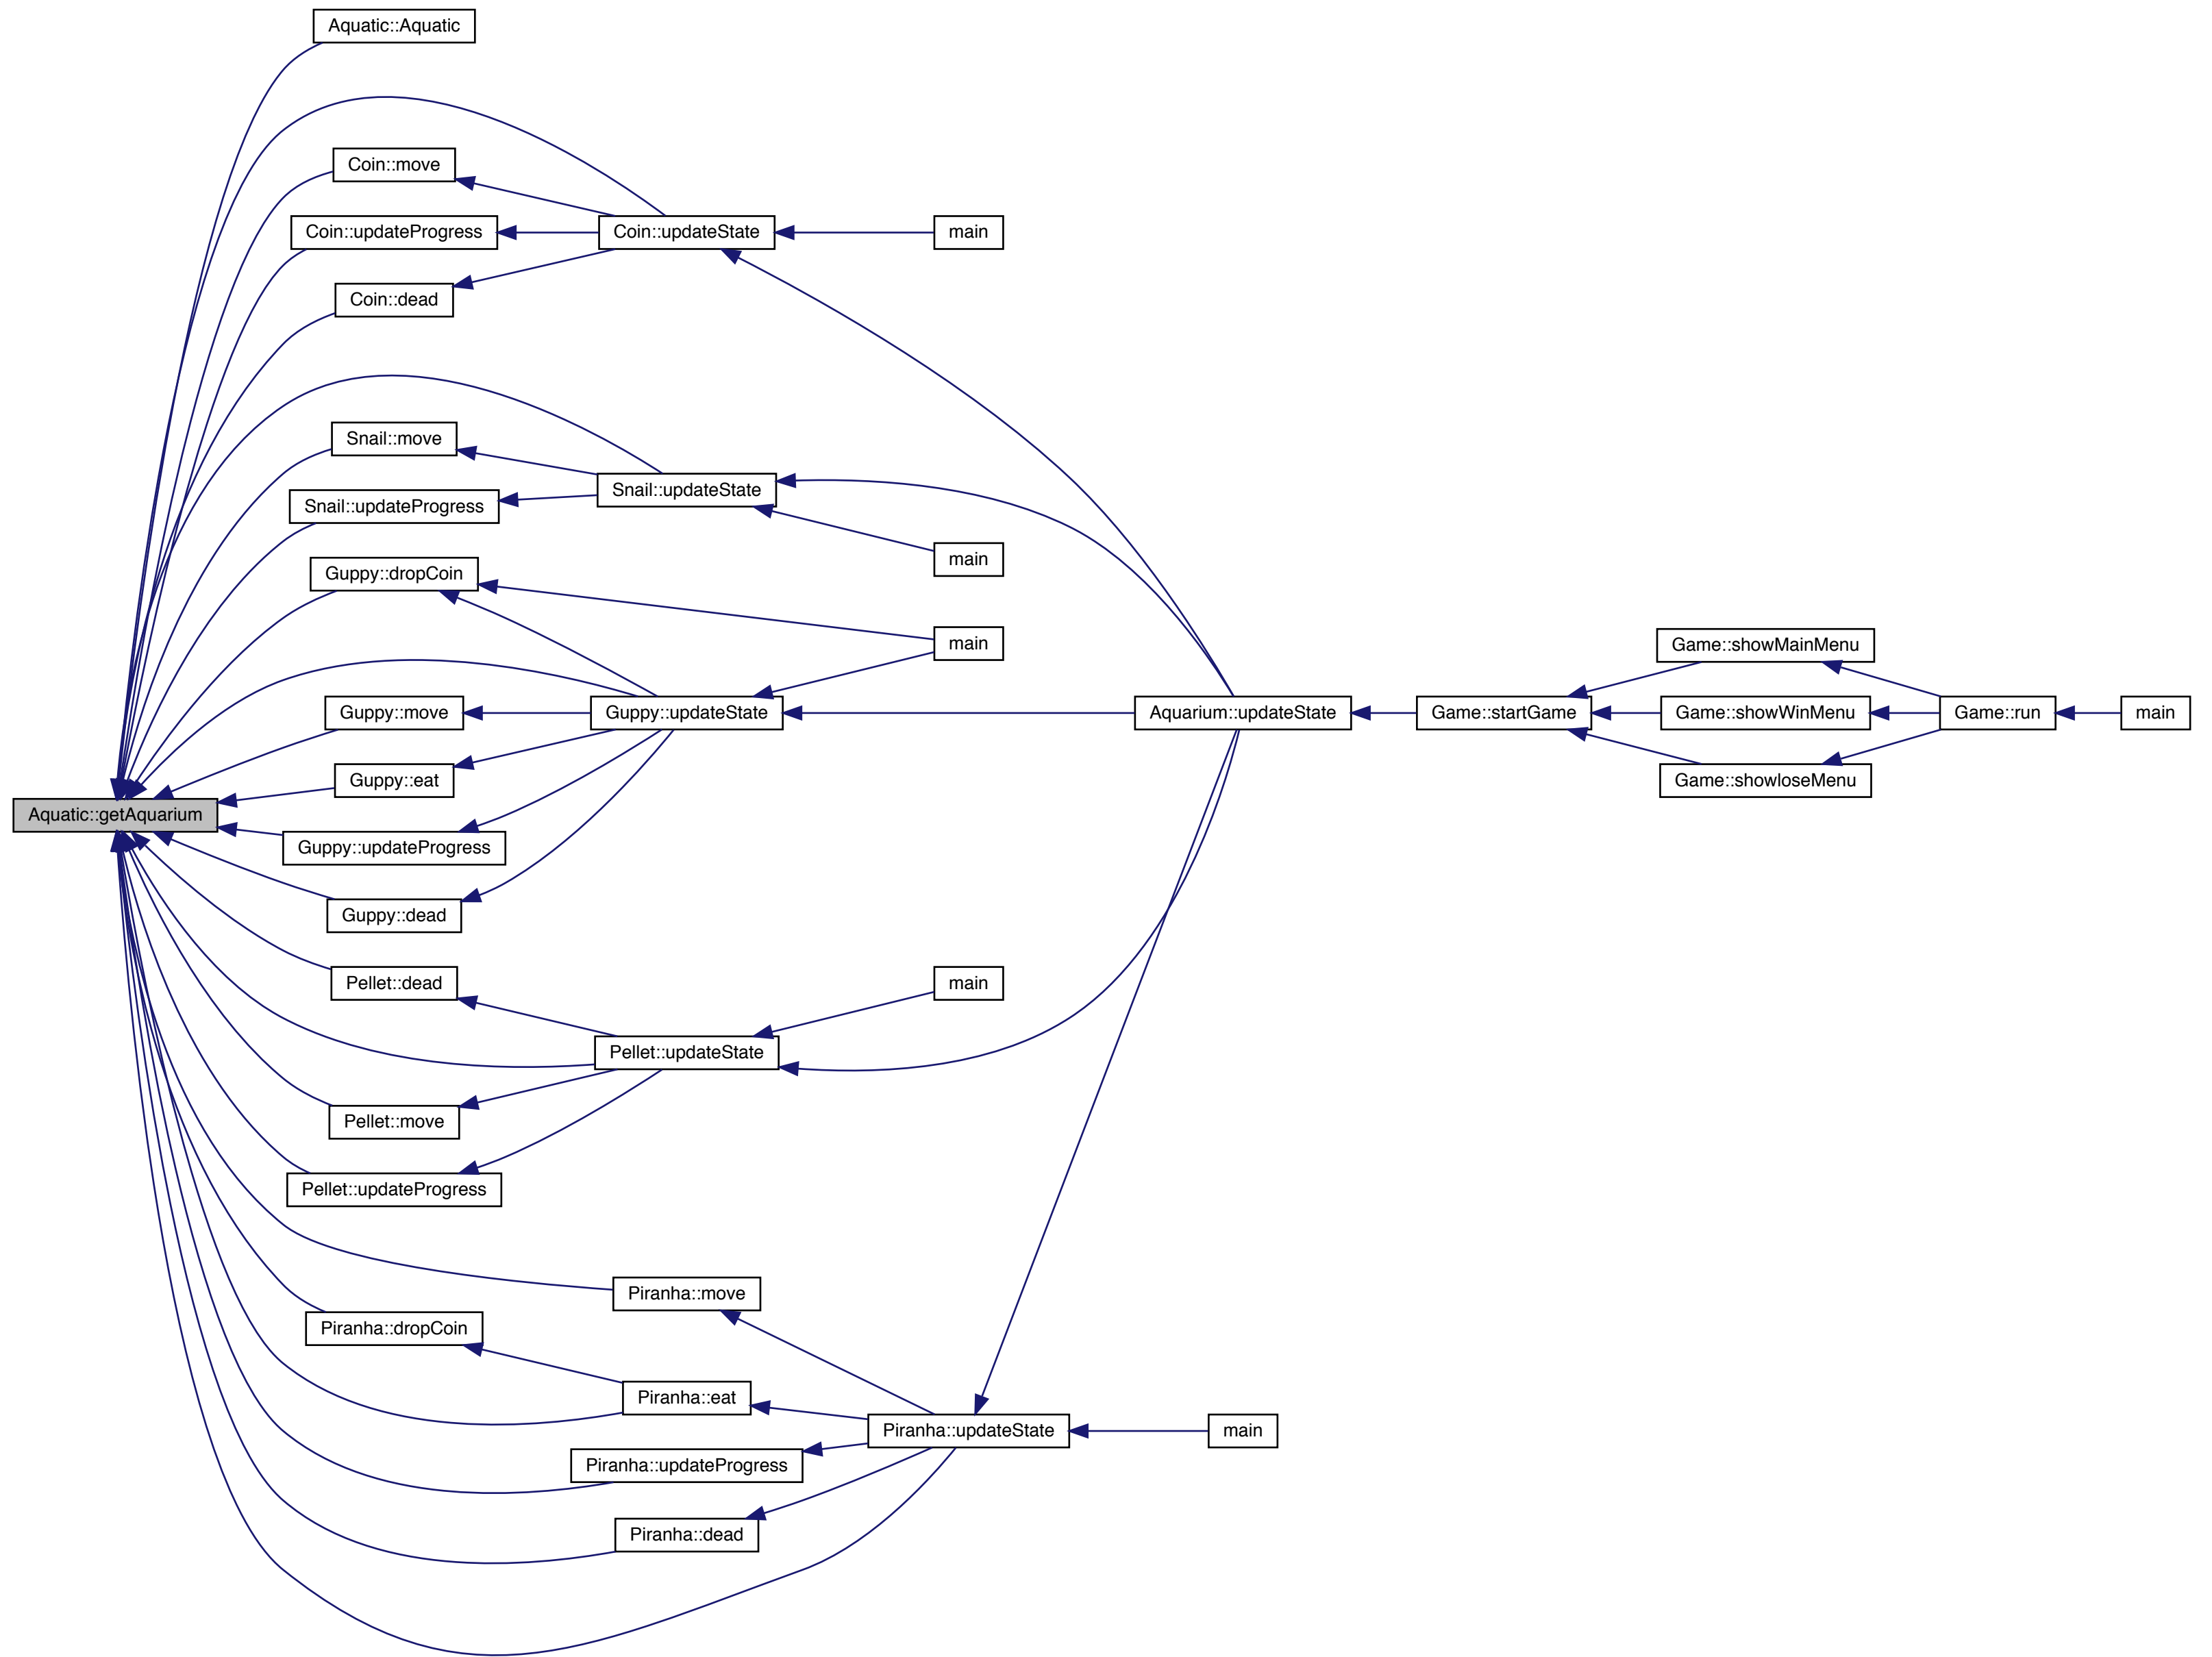 Aquatic::Aquatic
Coin::move
Coin::updateProgress
Coin::updateState
main
Coin::dead
Snail::move
Snail::updateProgress
Snail::updateState
main
Guppy::dropCoin
main
Guppy::move
Guppy::updateState
Aquarium::updateState
Game::startGame
Game::showMainMenu
Game::showWinMenu
Game::showloseMenu
Game::run
main
Guppy::eat
Aquatic::getAquarium
Guppy::updateProgress
Guppy::dead
Pellet::dead
main
Pellet::updateState
Pellet::move
Pellet::updateProgress
Piranha::move
Piranha::dropCoin
Piranha::eat
Piranha::updateState
main
Piranha::updateProgress
Piranha::dead